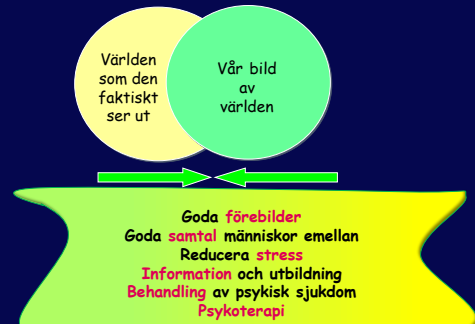 Världen
som den
faktiskt
ser ut
Vår bild
av
världen
Goda förebilder
Goda samtal människor emellan
Reducera stress
Information och utbildning
Behandling av psykisk sjukdom
Psykoterapi